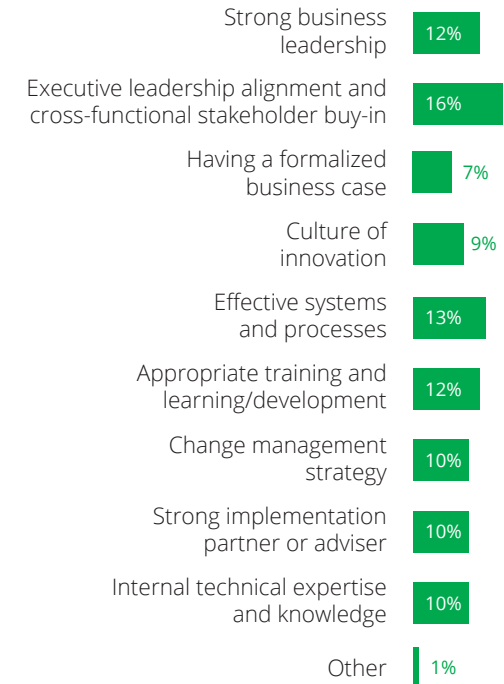 Strong business
leadership
12%
Executive leadership alignment and
cross-functional stakeholder buy-in
16%
Having a formalized
business case
7%
Culture of
innovation
9%
Effective systems
and processes
13%
Appropriate training and
learning/development
12%
Change management
strategy
10%
Strong implementation
partner or adviser
10%
Internal technical expertise
and knowledge
10%
Other
1%